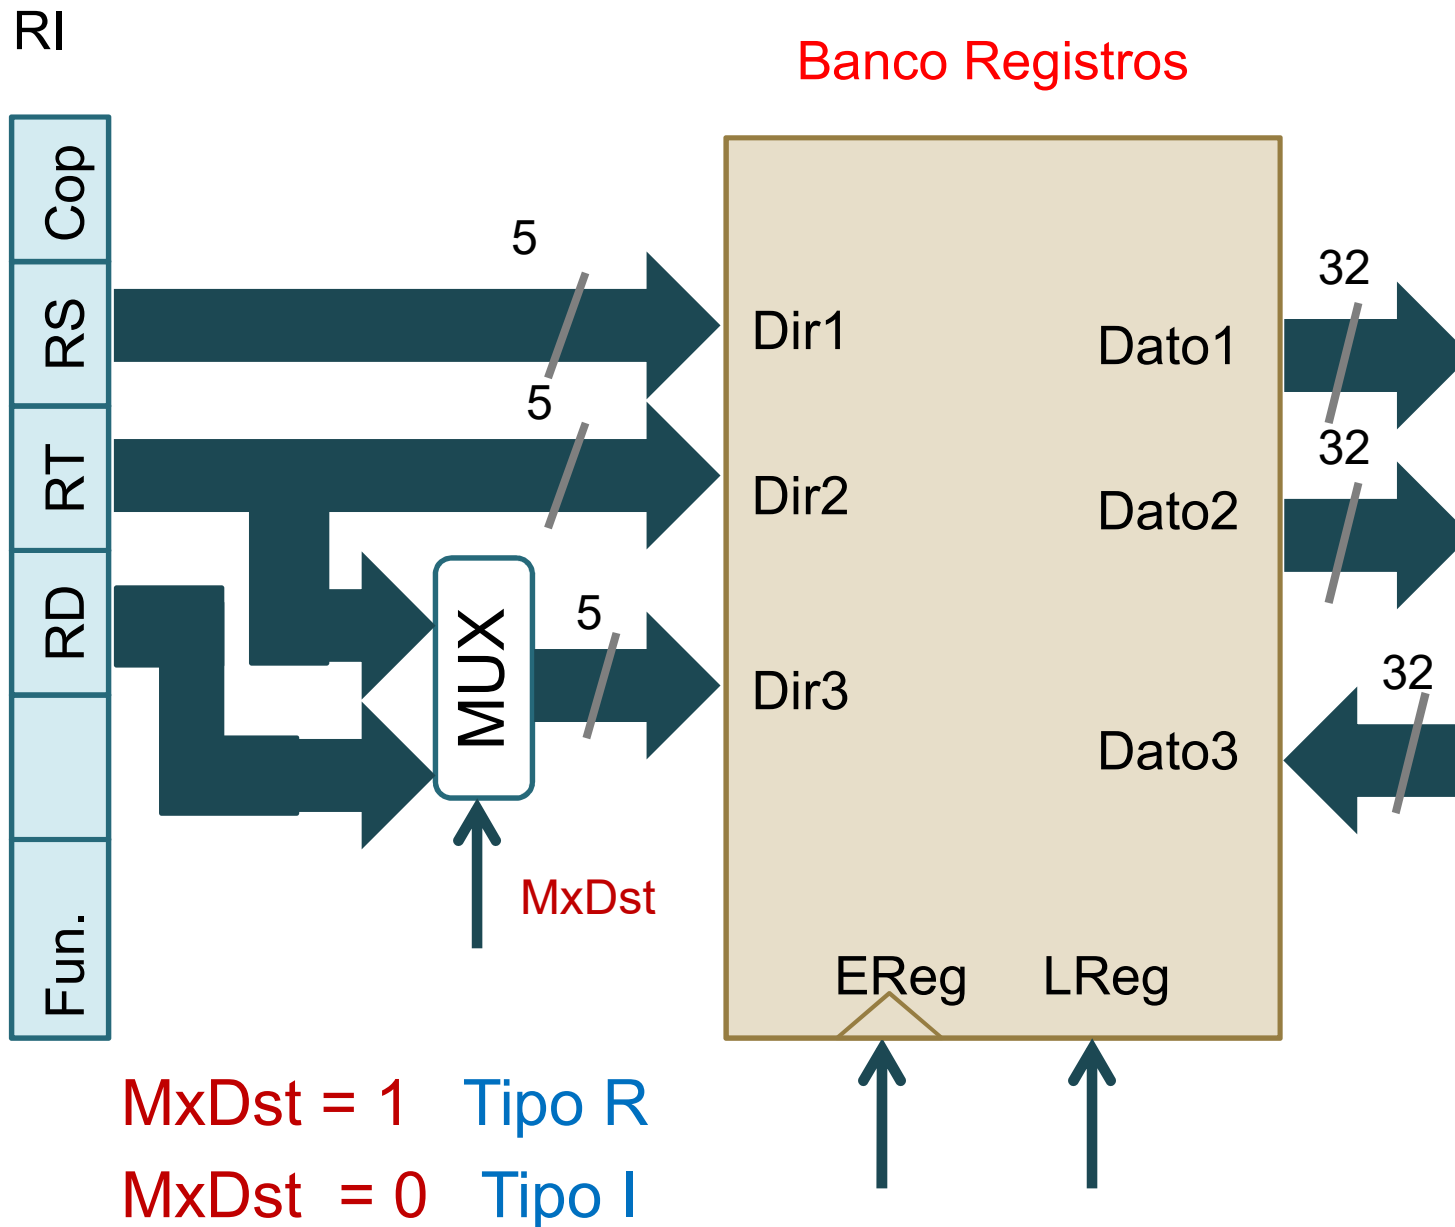 RI
Banco Registros
Cop
RS
RT
RD
Fun.
5
5
5
MUX
MxDst
Dir1
Dir2
Dir3
Dato1
Dato2
Dato3
32
32
32
EReg
LReg
MxDst = 1 Tipo R
MxDst = 0 Tipo I